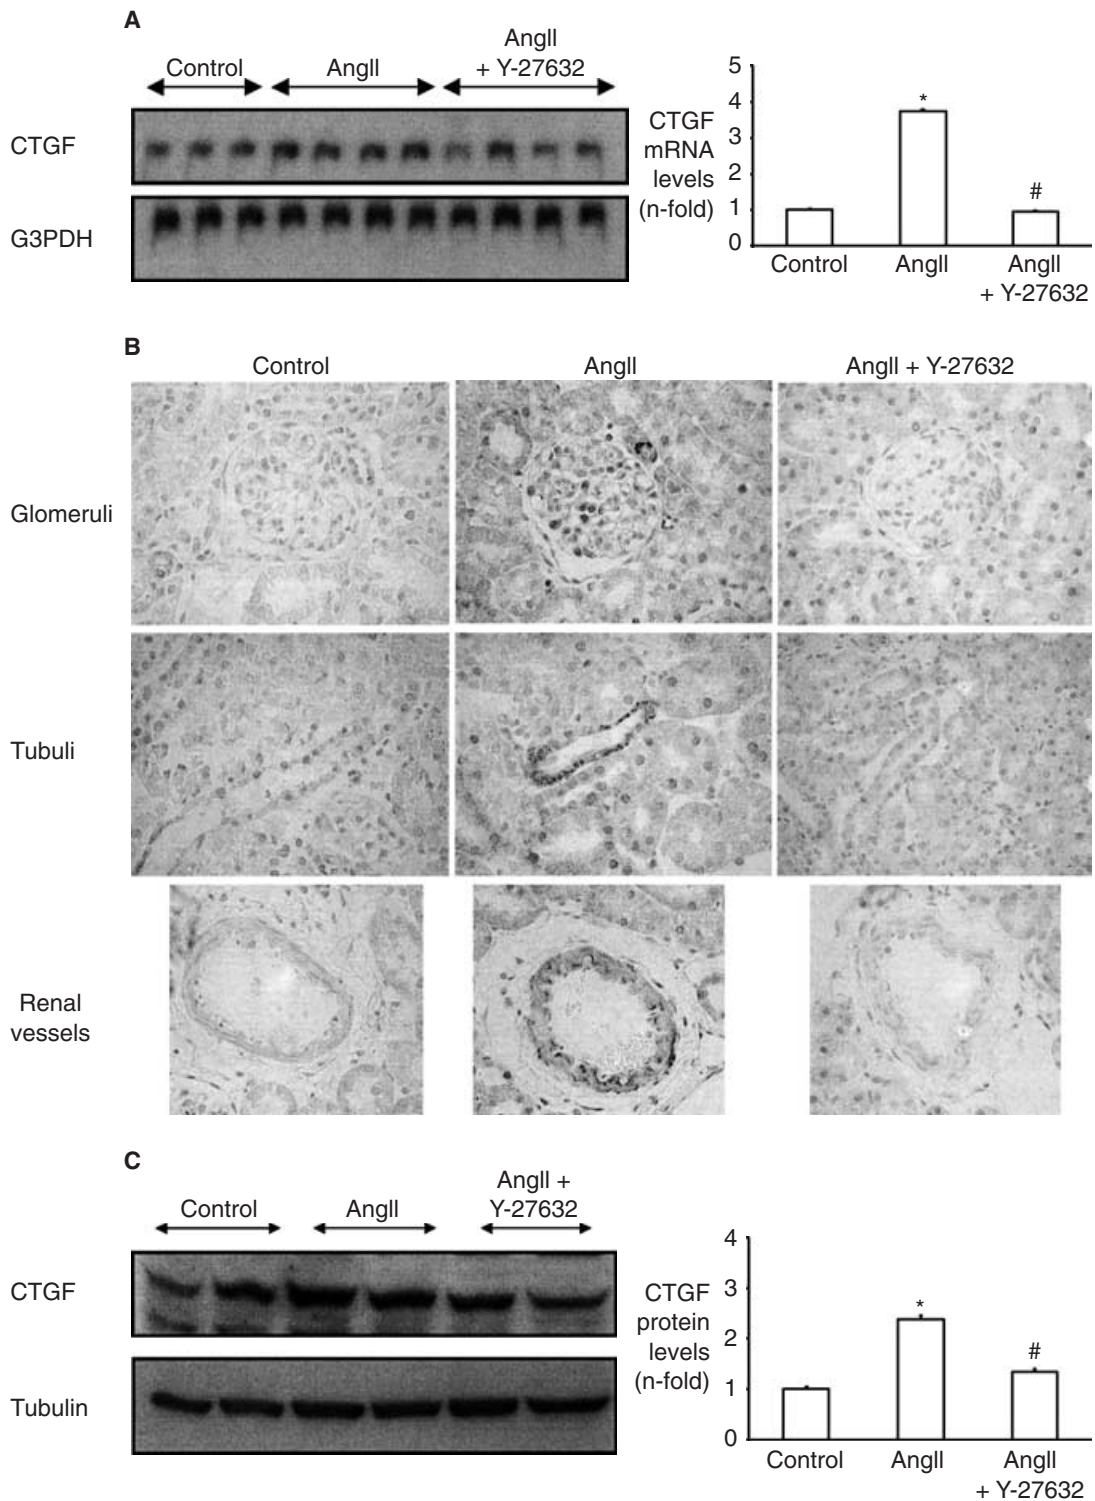 A
Control
AngII
AngII
+ Y-27632
CTGF
G3PDH
CTGF
mRNA
levels
(n-fold)
5
4
3
2
1
0
*
#
Control
AngII
AngII
+ Y-27632
B
Control
AngII
AngII + Y-27632
Glomeruli
Tubuli
Renal
vessels
C
Control
AngII
AngII +
Y-27632
CTGF
Tubulin
CTGF
protein
levels
(n-fold)
4
3
2
1
0
*
#
Control
AngII
AngII
+ Y-27632